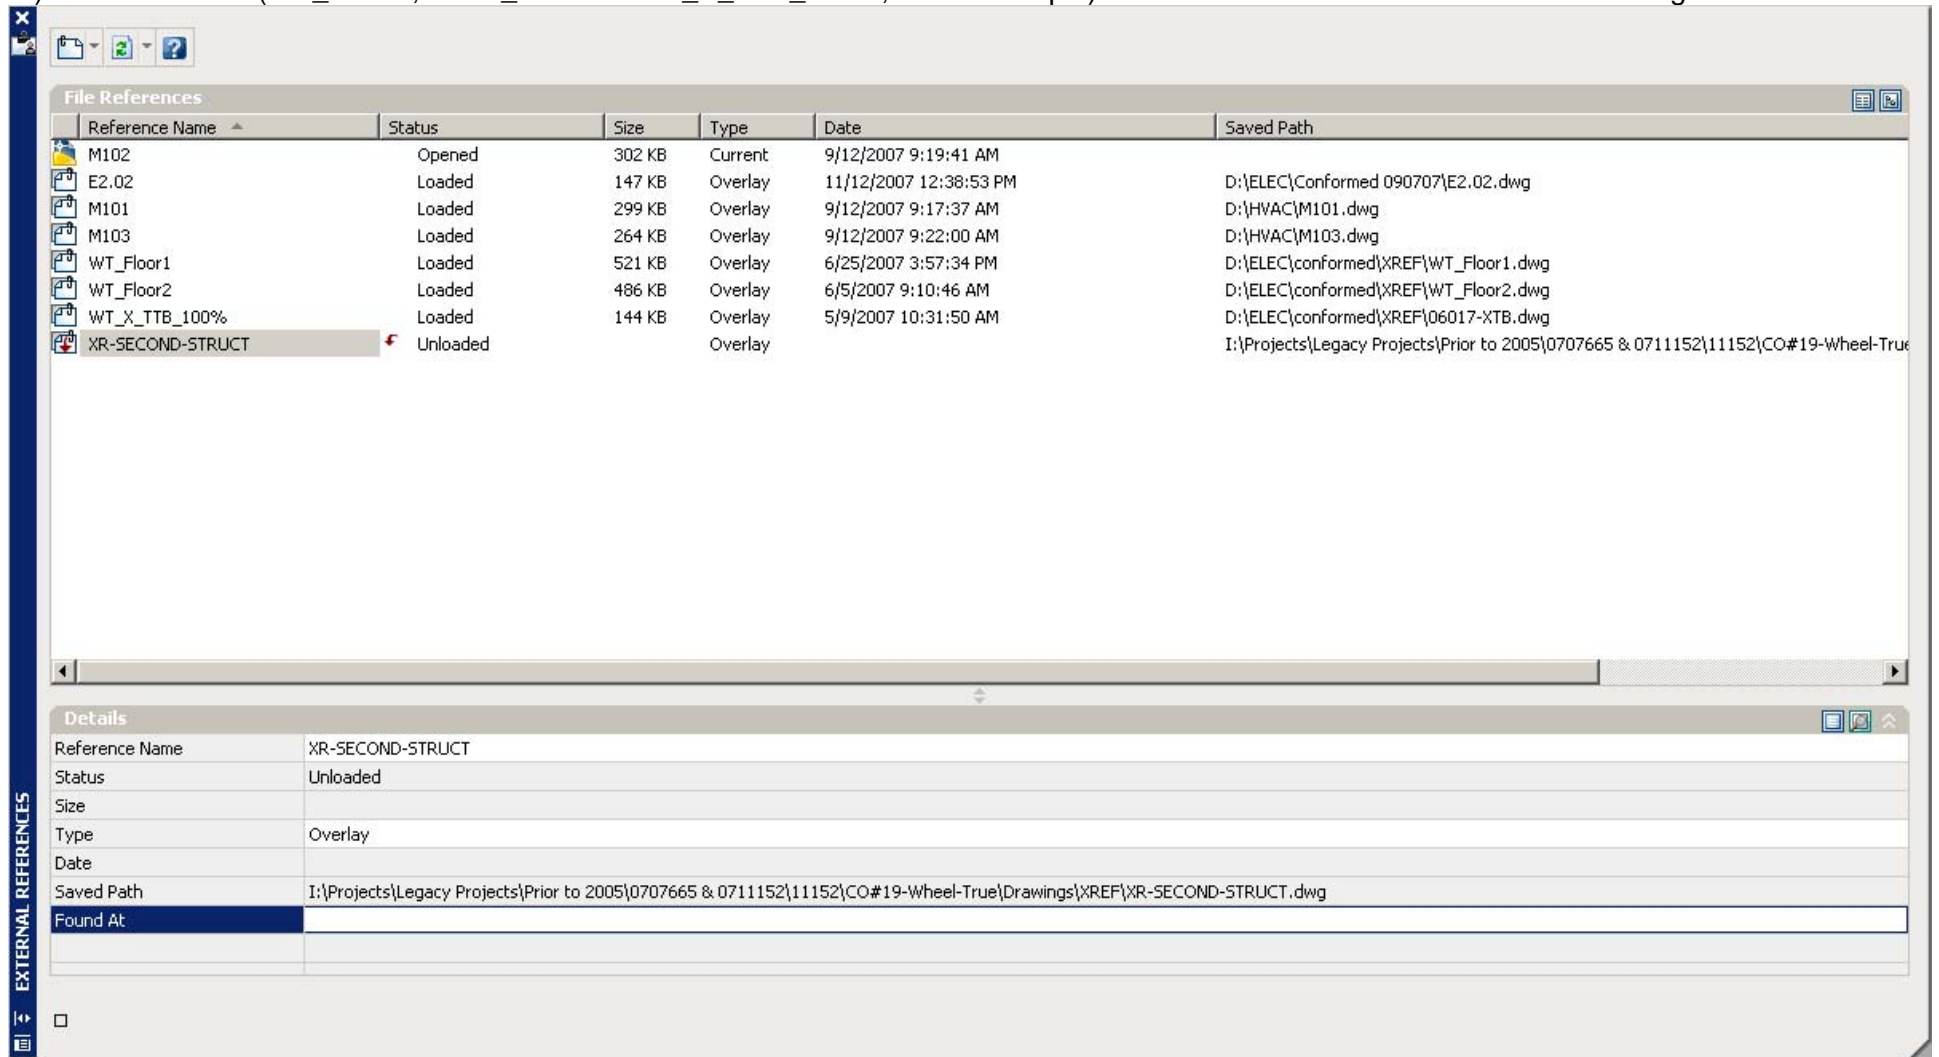 File References
Reference Name Status Size Type Date Saved Path
M102 Opened 302 KB Current 9/12/2007 9:19:41 AM
E2.02 Loaded 147 KB Overlay 11/12/2007 12:38:53 PM D:\ELEC\Conformed 090707\E2.02.dwg
M101 Loaded 299 KB Overlay 9/12/2007 9:17:37 AM D:\HVAC\M101.dwg
M103 Loaded 264 KB Overlay 9/12/2007 9:22:00 AM D:\HVAC\M103.dwg
WT_Floor1 Loaded 521 KB Overlay 6/25/2007 3:57:34 PM D:\ELEC\conformed\XREF\WT_Floor1.dwg
WT_Floor2 Loaded 486 KB Overlay 6/5/2007 9:10:46 AM D:\ELEC\conformed\XREF\WT_Floor2.dwg
WT_X_TTB_100% Loaded 144 KB Overlay 5/9/2007 10:31:50 AM D:\ELEC\conformed\XREF\06017-XTB.dwg
XR-SECOND-STRUCT Unloaded Overlay I:\Projects\Legacy Projects\Prior to 2005\0707665 & 0711152\11152\CO#19-Wheel-True
Details
Reference Name XR-SECOND-STRUCT
Status Unloaded
Size
Type Overlay
Date
Saved Path I:\Projects\Legacy Projects\Prior to 2005\0707665 & 0711152\11152\CO#19-Wheel-True\Drawings\XREF\XR-SECOND-STRUCT.dwg
Found At
EXTERNAL REFERENCES